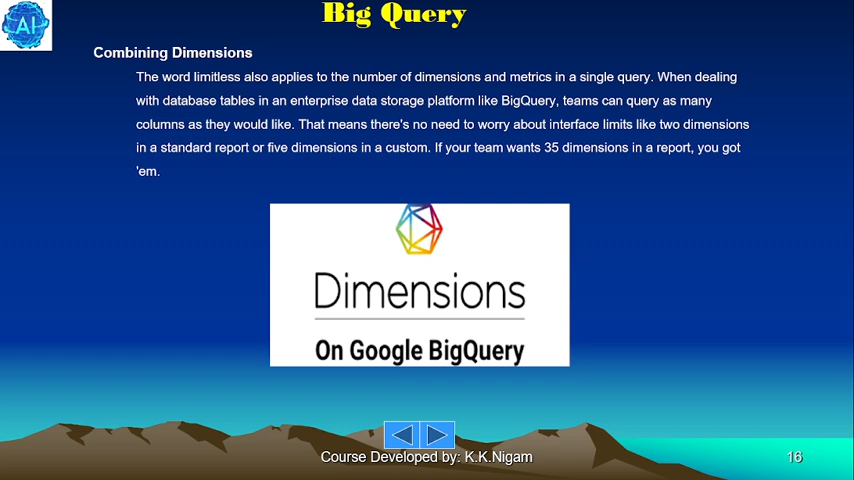 Big Query
AI
Combining Dimensions
The word limitless also applies to the number of dimensions and metrics in a single query. When dealing
with database tables in an enterprise data storage platform like BigQuery, teams can query as many
columns as they would like. That means there's no need to worry about interface limits like two dimensions
in a standard report or five dimensions in a custom. If your team wants 35 dimensions in a report, you got
'em.
Dimensions
On Google BigQuery
Course Developed by: K.K.Nigam
16